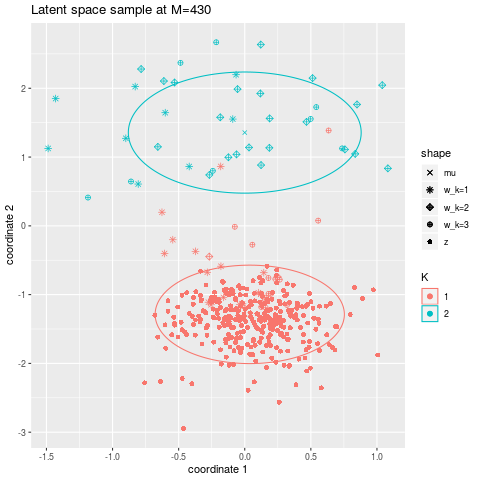 Latent space sample at M=430
coordinate 2
2
1
0
-1
-2
-3
-1.5
-1.0
-0.5
0.0
0.5
1.0
coordinate 1
shape
mu
w_k=1
w_k=2
w_k=3
z
K
1
2